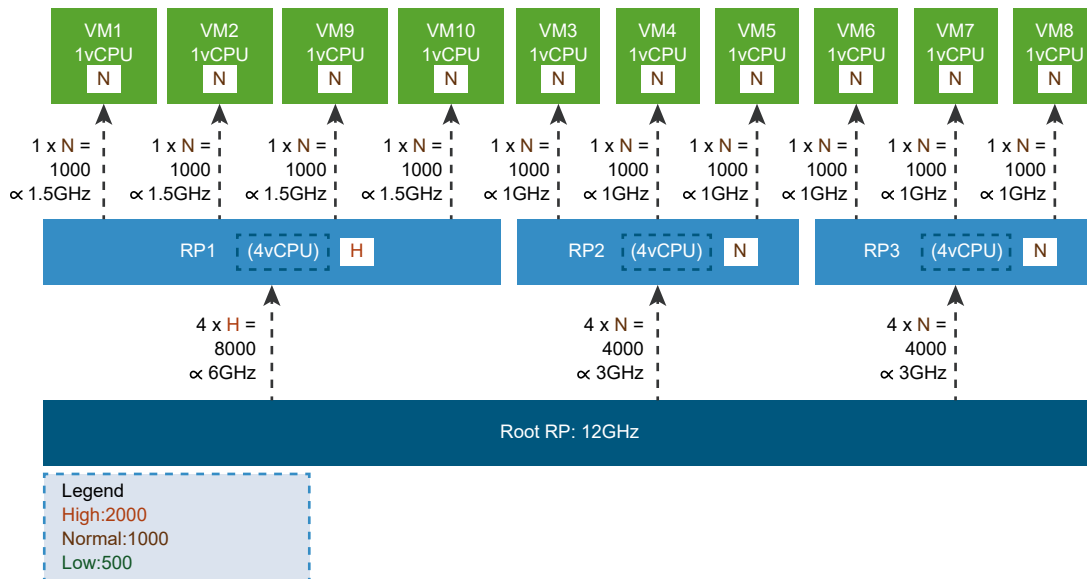 VM1
1vCPU
N
VM2
1vCPU
N
VM9
1vCPU
N
VM10
1vCPU
N
VM3
1vCPU
N
VM4
1vCPU
N
VM5
1vCPU
N
VM6
1vCPU
N
VM7
1vCPU
N
VM8
1vCPU
N
1 x N =
1000
∝ 1.5GHz
1 x N =
1000
∝ 1.5GHz
1 x N =
1000
∝ 1.5GHz
1 x N =
1000
∝ 1.5GHz
1 x N =
1000
∝ 1GHz
1 x N =
1000
∝ 1GHz
1 x N =
1000
∝ 1GHz
1 x N =
1000
∝ 1GHz
1 x N =
1000
∝ 1GHz
1 x N =
1000
∝ 1GHz
RP1 (4vCPU) H
RP2 (4vCPU) N
RP3 (4vCPU) N
4 x H =
8000
∝ 6GHz
4 x N =
4000
∝ 3GHz
4 x N =
4000
∝ 3GHz
Root RP: 12GHz
Legend
High:2000
Normal:1000
Low:500